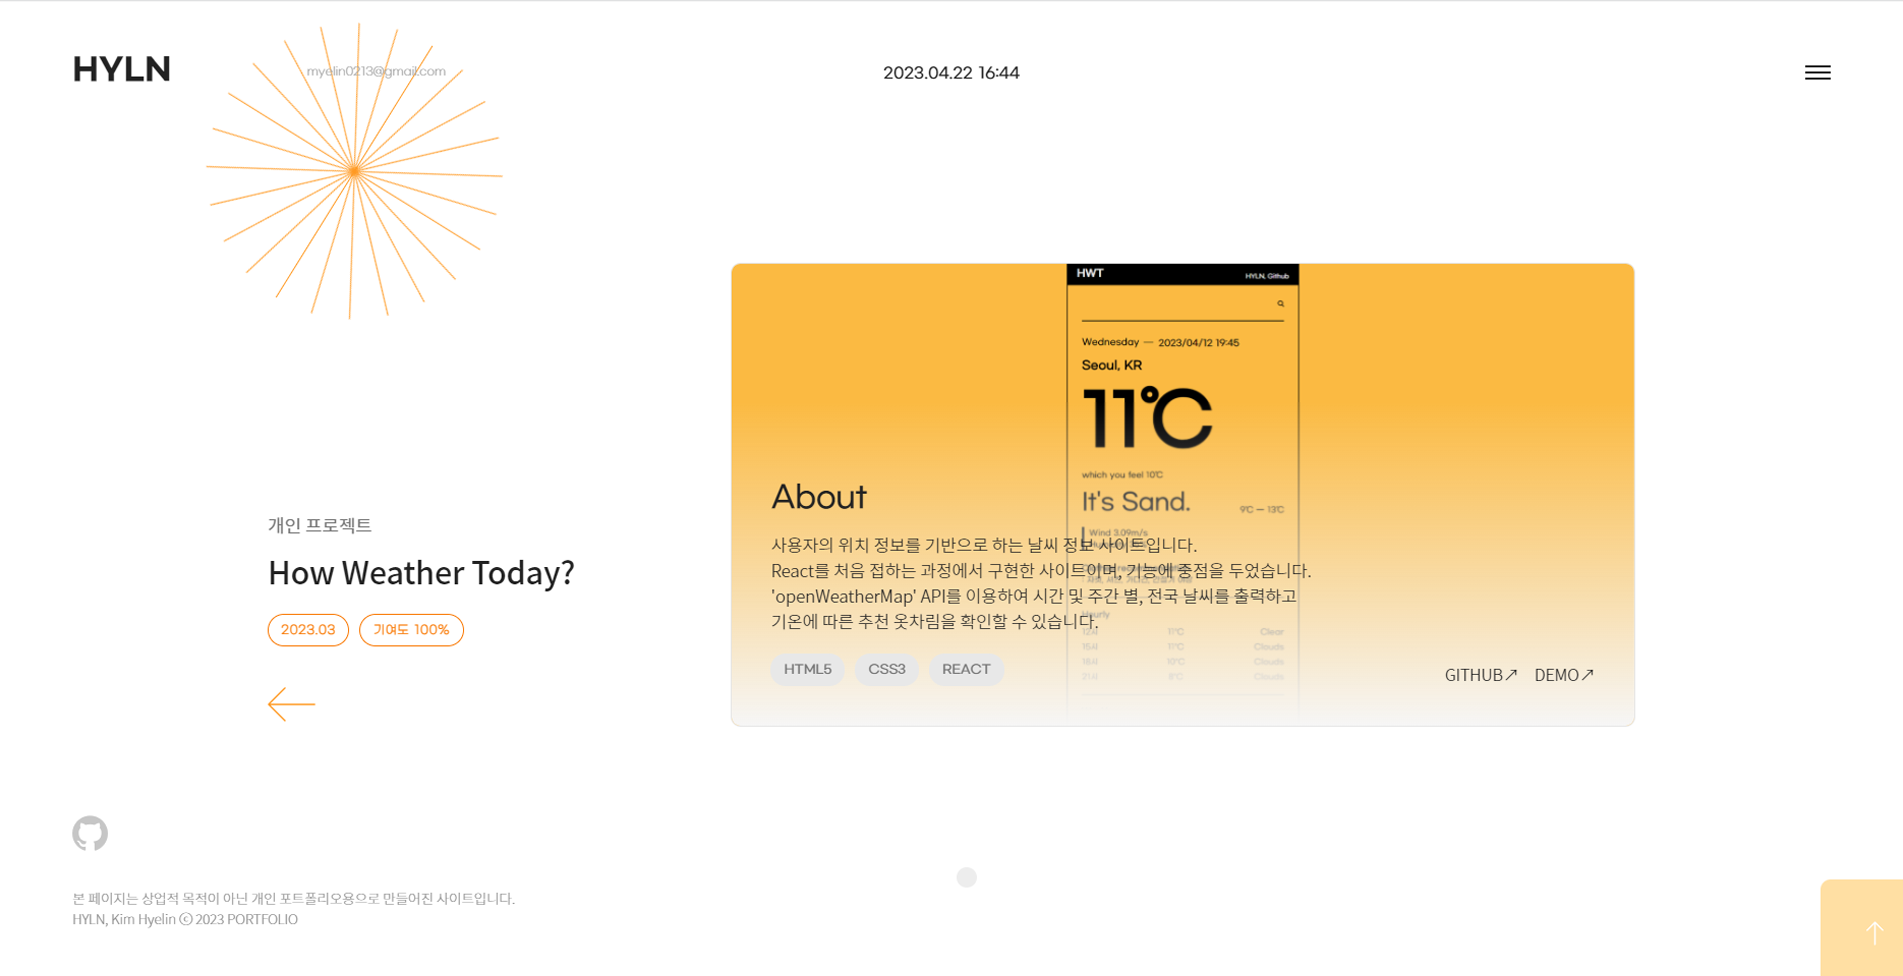 HYLN
myelin0213@gmail.com
2023.04.22 16:44
개인 프로젝트
How Weather Today?
2023.03
기여도 100%
HWT
HYLN, Github
Wednesday — 2023/04/12 19:45
Seoul, KR
11℃
which you feel 10℃
It's Sand.
9℃ — 13℃
Wind 3.09m/s
About
사용자의 위치 정보를 기반으로 하는 날씨 정보 사이트입니다.
React를 처음 접하는 과정에서 구현한 사이트이며, 기능에 중점을 두었습니다.
'openWeatherMap' API를 이용하여 시간 및 주간 별, 전국 날씨를 출력하고
기온에 따른 추천 옷차림을 확인할 수 있습니다.
Hourly
12시 11℃ Clear
15시 11℃ Clouds
18시 10℃ Clouds
21시 8℃ Clouds
HTML5
CSS3
REACT
GITHUB↗
DEMO↗
본 페이지는 상업적 목적이 아닌 개인 포트폴리오용으로 만들어진 사이트입니다.
HYLN, Kim Hyelin ⓒ 2023 PORTFOLIO